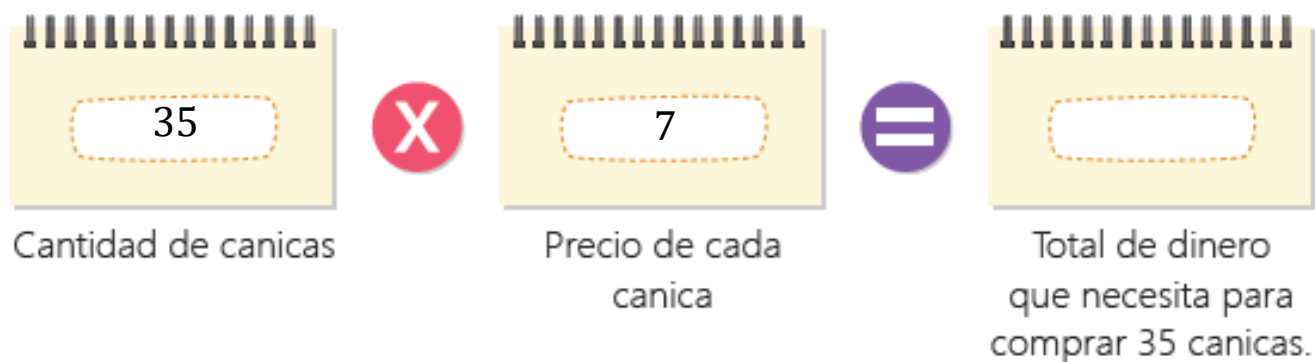 35 X 7 =
Cantidad de canicas
Precio de cada
canica
Total de dinero
que necesita para
comprar 35 canicas.